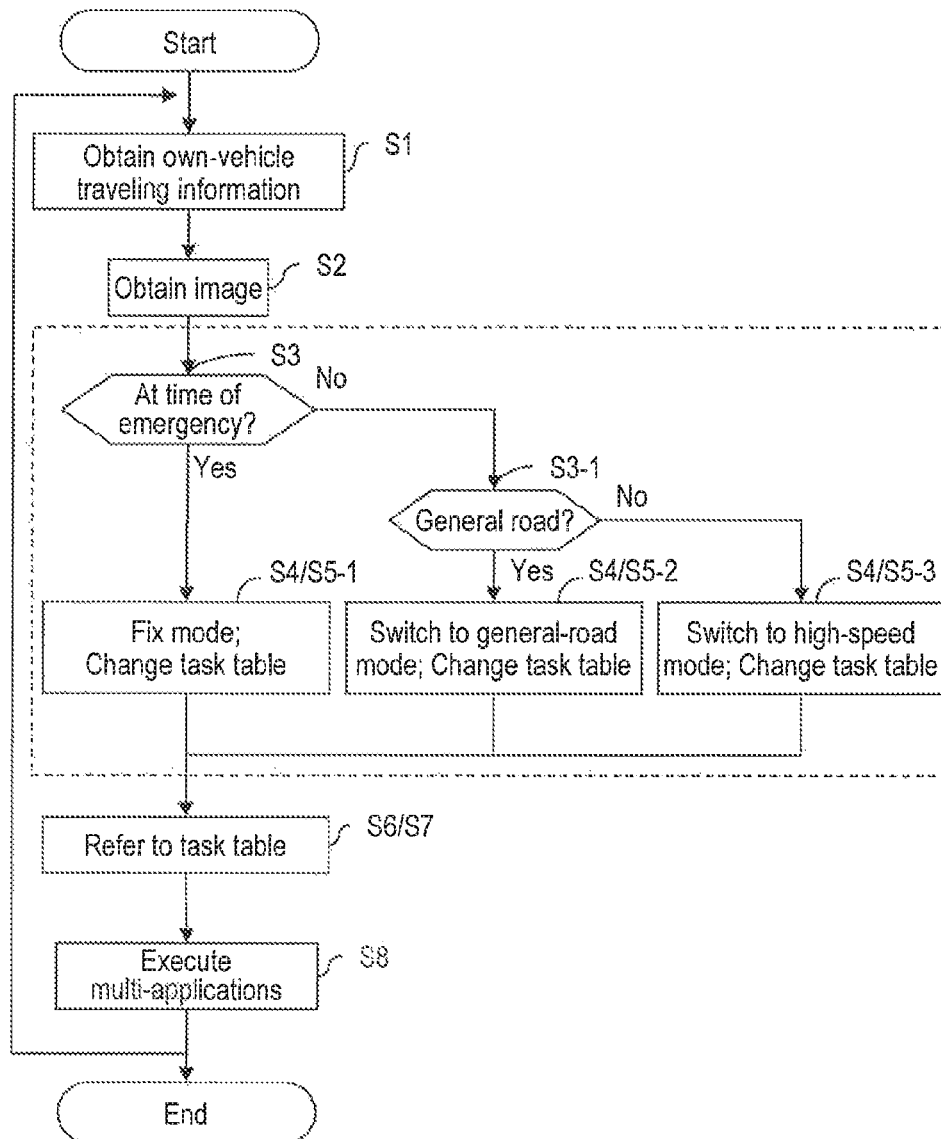 Start
S1
Obtain own-vehicle
traveling information
S2
Obtain image
S3
At time of
emergency?
No
Yes
S3-1
General road?
No
Yes
S4/S5-1
Fix mode;
Change task table
S4/S5-2
Switch to general-road
mode; Change task table
S4/S5-3
Switch to high-speed
mode; Change task table
S6/S7
Refer to task table
S8
Execute
multi-applications
End